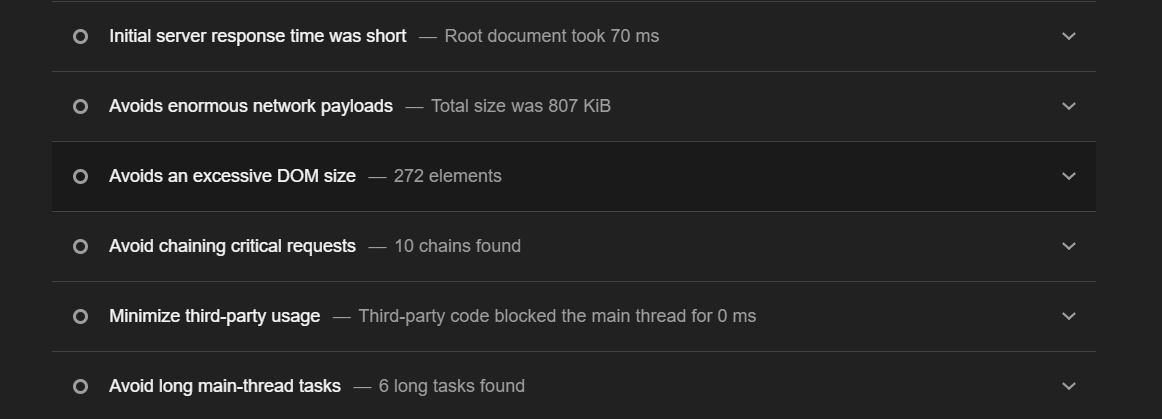 Initial server response time was short — Root document took 70 ms
Avoids enormous network payloads — Total size was 807 KiB
Avoids an excessive DOM size — 272 elements
Avoid chaining critical requests — 10 chains found
Minimize third-party usage — Third-party code blocked the main thread for 0 ms
Avoid long main-thread tasks — 6 long tasks found